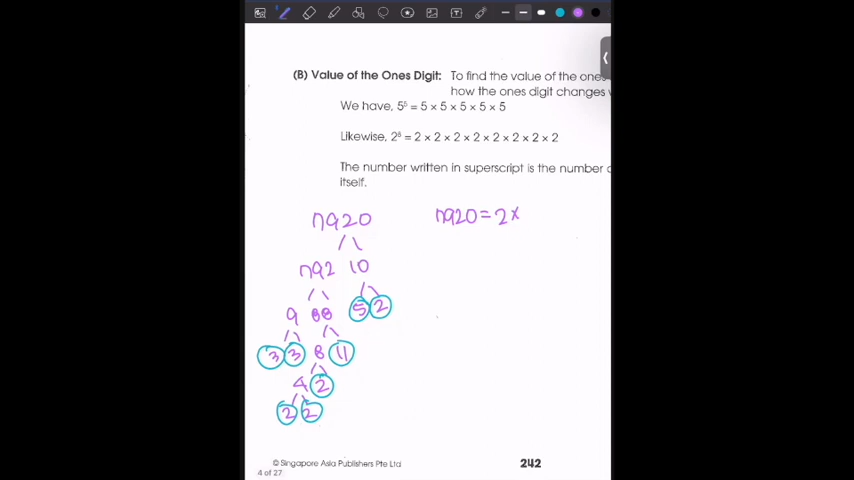 (B) Value of the Ones Digit: To find the value of the ones
how the ones digit changes
We have, 5⁵ = 5 × 5 × 5 × 5 × 5
Likewise, 2⁸ = 2 × 2 × 2 × 2 × 2 × 2 × 2 × 2
The number written in superscript is the number
itself.
7920
7920 = 2 ×
792 10
9 88 5 2
3 3 8 11
4 2
2 2
© Singapore Asia Publishers Pte Ltd
242
4 of 27